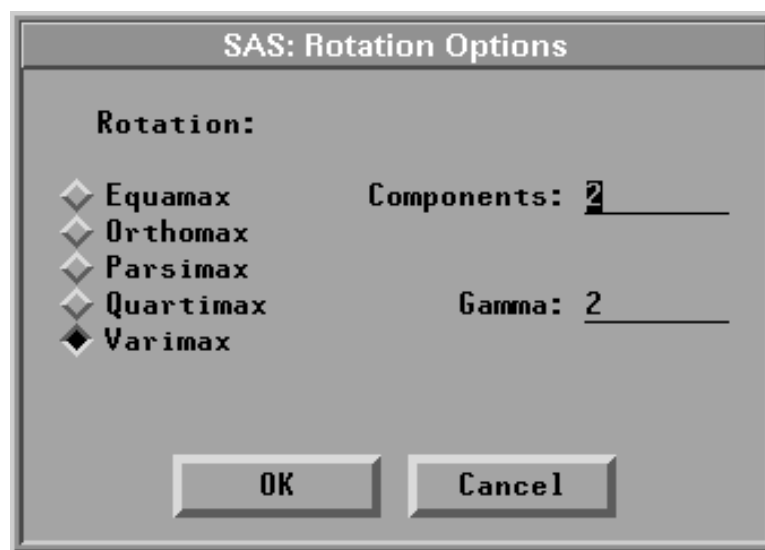 SAS: Rotation Options
Rotation:
Equamax
Components: 2
Orthomax
Parsimax
Quartimax
Gamma: 2
Varimax
OK
Cancel